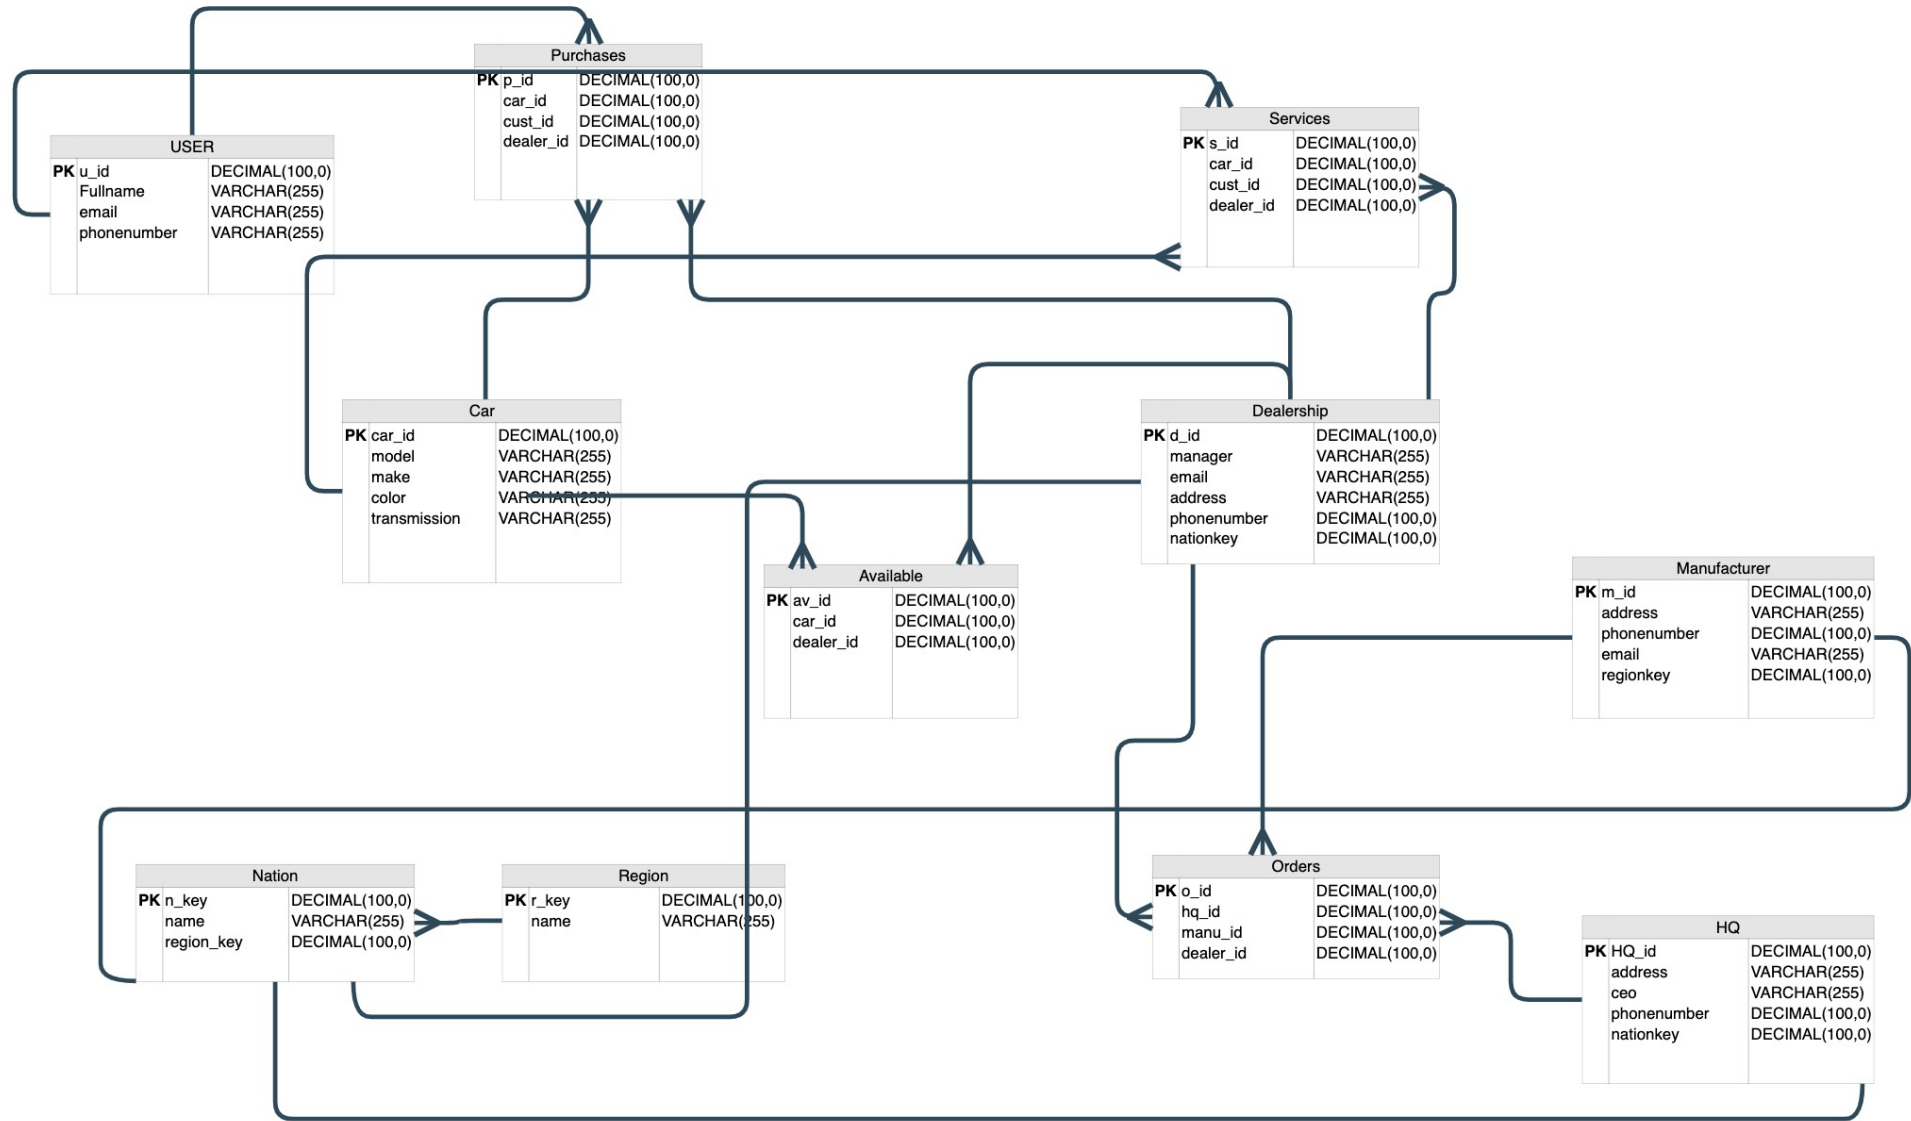 Purchases
PK p_id DECIMAL(100,0)
car_id DECIMAL(100,0)
cust_id DECIMAL(100,0)
dealer_id DECIMAL(100,0)
Services
PK s_id DECIMAL(100,0)
car_id DECIMAL(100,0)
cust_id DECIMAL(100,0)
dealer_id DECIMAL(100,0)
USER
PK u_id DECIMAL(100,0)
Fullname VARCHAR(255)
email VARCHAR(255)
phonenumber VARCHAR(255)
Car
PK car_id DECIMAL(100,0)
model VARCHAR(255)
make VARCHAR(255)
color VARCHAR(255)
transmission VARCHAR(255)
Dealership
PK d_id DECIMAL(100,0)
manager VARCHAR(255)
email VARCHAR(255)
address VARCHAR(255)
phonenumber DECIMAL(100,0)
nationkey DECIMAL(100,0)
Available
PK av_id DECIMAL(100,0)
car_id DECIMAL(100,0)
dealer_id DECIMAL(100,0)
Manufacturer
PK m_id DECIMAL(100,0)
address VARCHAR(255)
phonenumber DECIMAL(100,0)
email VARCHAR(255)
regionkey DECIMAL(100,0)
Nation
PK n_key DECIMAL(100,0)
name VARCHAR(255)
region_key DECIMAL(100,0)
Region
PK r_key DECIMAL(100,0)
name VARCHAR(255)
Orders
PK o_id DECIMAL(100,0)
hq_id DECIMAL(100,0)
manu_id DECIMAL(100,0)
dealer_id DECIMAL(100,0)
HQ
PK HQ_id DECIMAL(100,0)
address VARCHAR(255)
ceo VARCHAR(255)
phonenumber DECIMAL(100,0)
nationkey DECIMAL(100,0)